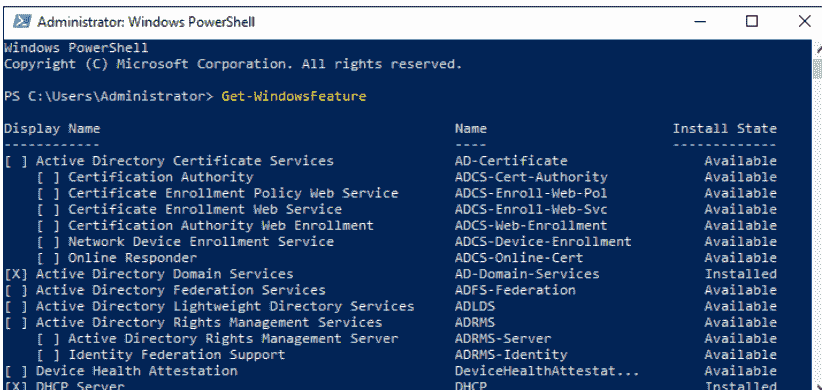 Administrator: Windows PowerShell
Windows PowerShell
Copyright (C) Microsoft Corporation. All rights reserved.
PS C:\Users\Administrator> Get-WindowsFeature
Display Name Name Install State
------------ ---- -------------
[ ] Active Directory Certificate Services AD-Certificate Available
[ ] Certification Authority ADCS-Cert-Authority Available
[ ] Certificate Enrollment Policy Web Service ADCS-Enroll-Web-Pol Available
[ ] Certificate Enrollment Web Service ADCS-Enroll-Web-Svc Available
[ ] Certification Authority Web Enrollment ADCS-Web-Enrollment Available
[ ] Network Device Enrollment Service ADCS-Device-Enrollment Available
[ ] Online Responder ADCS-Online-Cert Available
[X] Active Directory Domain Services AD-Domain-Services Installed
[ ] Active Directory Federation Services ADFS-Federation Available
[ ] Active Directory Lightweight Directory Services ADLDS Available
[ ] Active Directory Rights Management Services ADRMS Available
[ ] Active Directory Rights Management Server ADRMS-Server Available
[ ] Identity Federation Support ADRMS-Identity Available
[ ] Device Health Attestation DeviceHealthAttestat... Available
[X] DHCP Server DHCP Installed